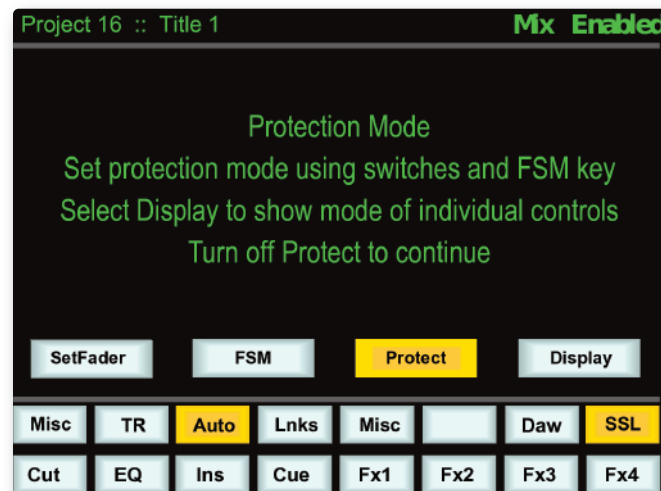 Project 16 :: Title 1 Mix Enabled
Protection Mode
Set protection mode using switches and FSM key
Select Display to show mode of individual controls
Turn off Protect to continue
SetFader FSM Protect Display
Misc TR Auto Lnks Misc Daw SSL
Cut EQ Ins Cue Fx1 Fx2 Fx3 Fx4